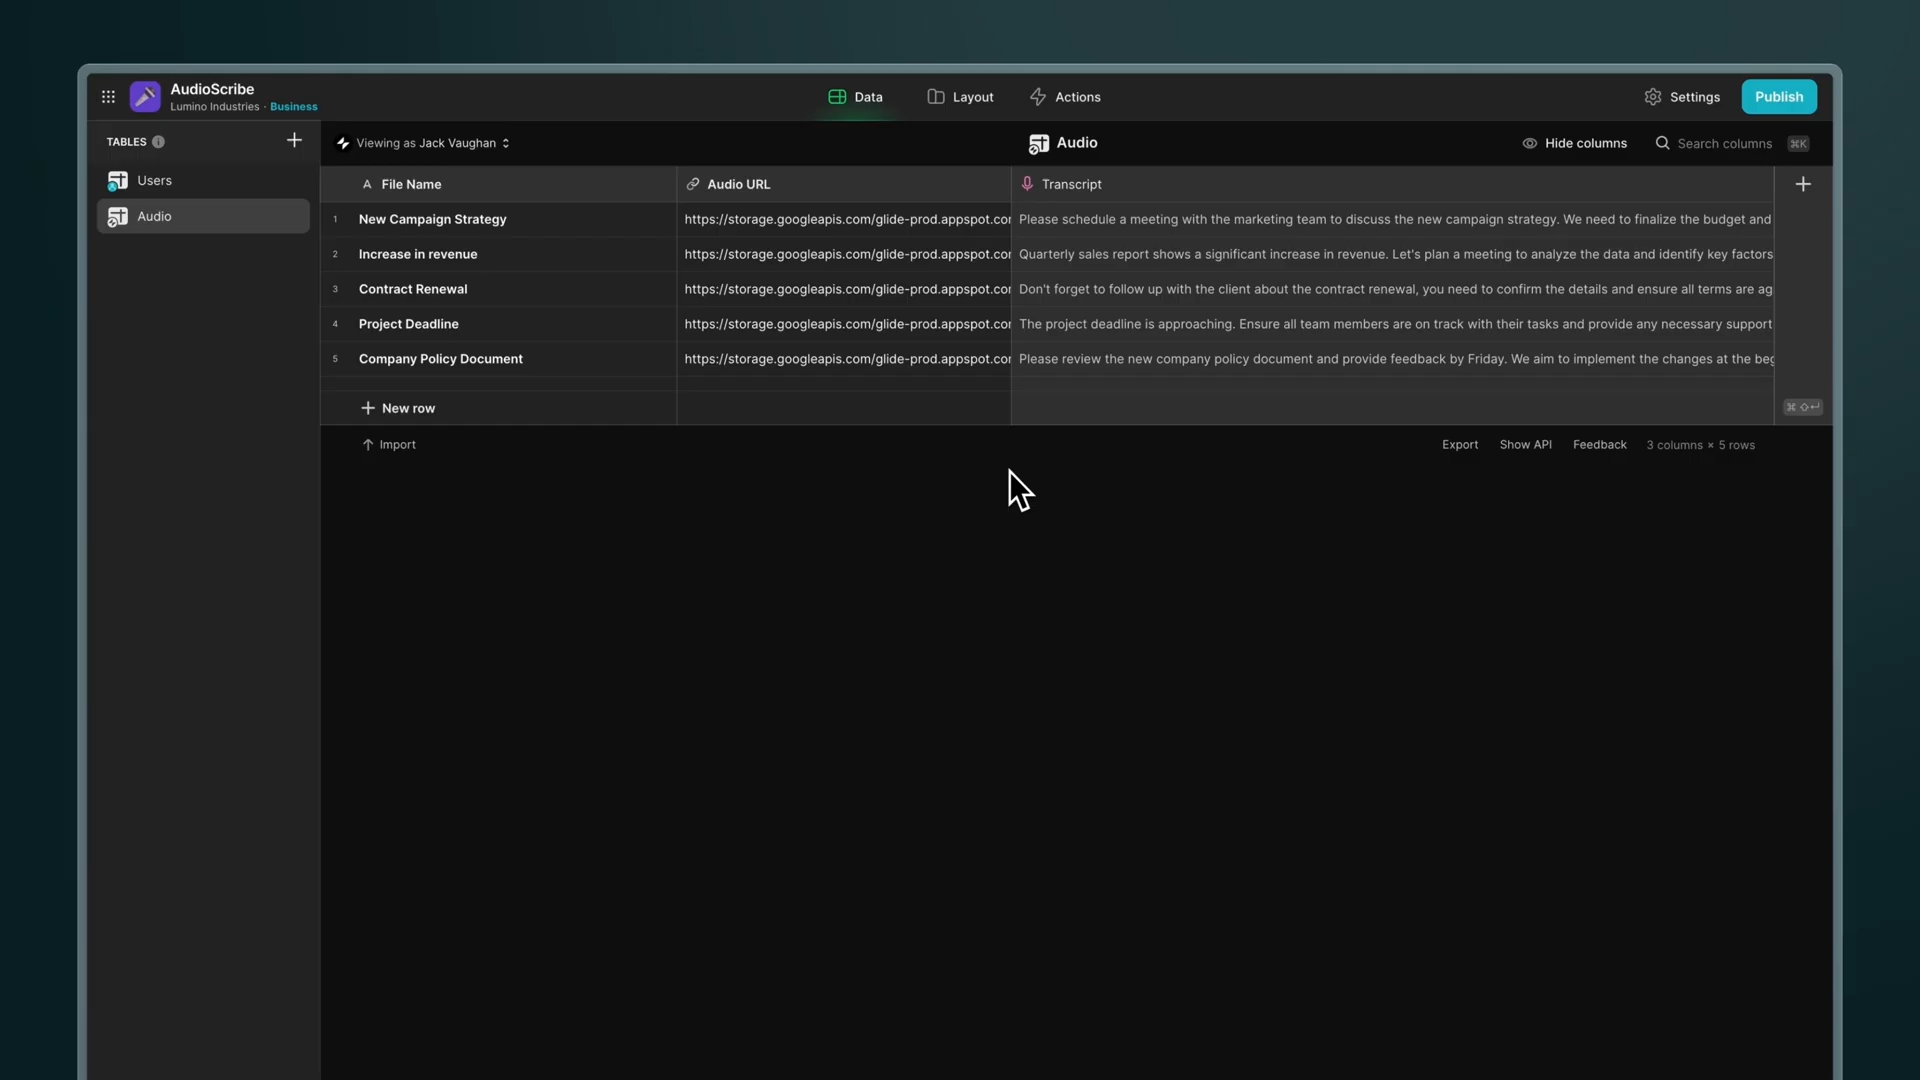 AudioScribe
Lumino Industries · Business
Data
Layout
Actions
Settings
Publish
TABLES
Users
Audio
Viewing as Jack Vaughan
Audio
Hide columns
Search columns
⌘K
File Name
Audio URL
Transcript
1 New Campaign Strategy https://storage.googleapis.com/glide-prod.appspot.co Please schedule a meeting with the marketing team to discuss the new campaign strategy. We need to finalize the budget and
2 Increase in revenue https://storage.googleapis.com/glide-prod.appspot.co Quarterly sales report shows a significant increase in revenue. Let's plan a meeting to analyze the data and identify key factors
3 Contract Renewal https://storage.googleapis.com/glide-prod.appspot.co Don't forget to follow up with the client about the contract renewal, you need to confirm the details and ensure all terms are ag
4 Project Deadline https://storage.googleapis.com/glide-prod.appspot.co The project deadline is approaching. Ensure all team members are on track with their tasks and provide any necessary support
5 Company Policy Document https://storage.googleapis.com/glide-prod.appspot.co Please review the new company policy document and provide feedback by Friday. We aim to implement the changes at the beg
New row
⌘ ⇧ ↵
Import
Export
Show API
Feedback
3 columns × 5 rows